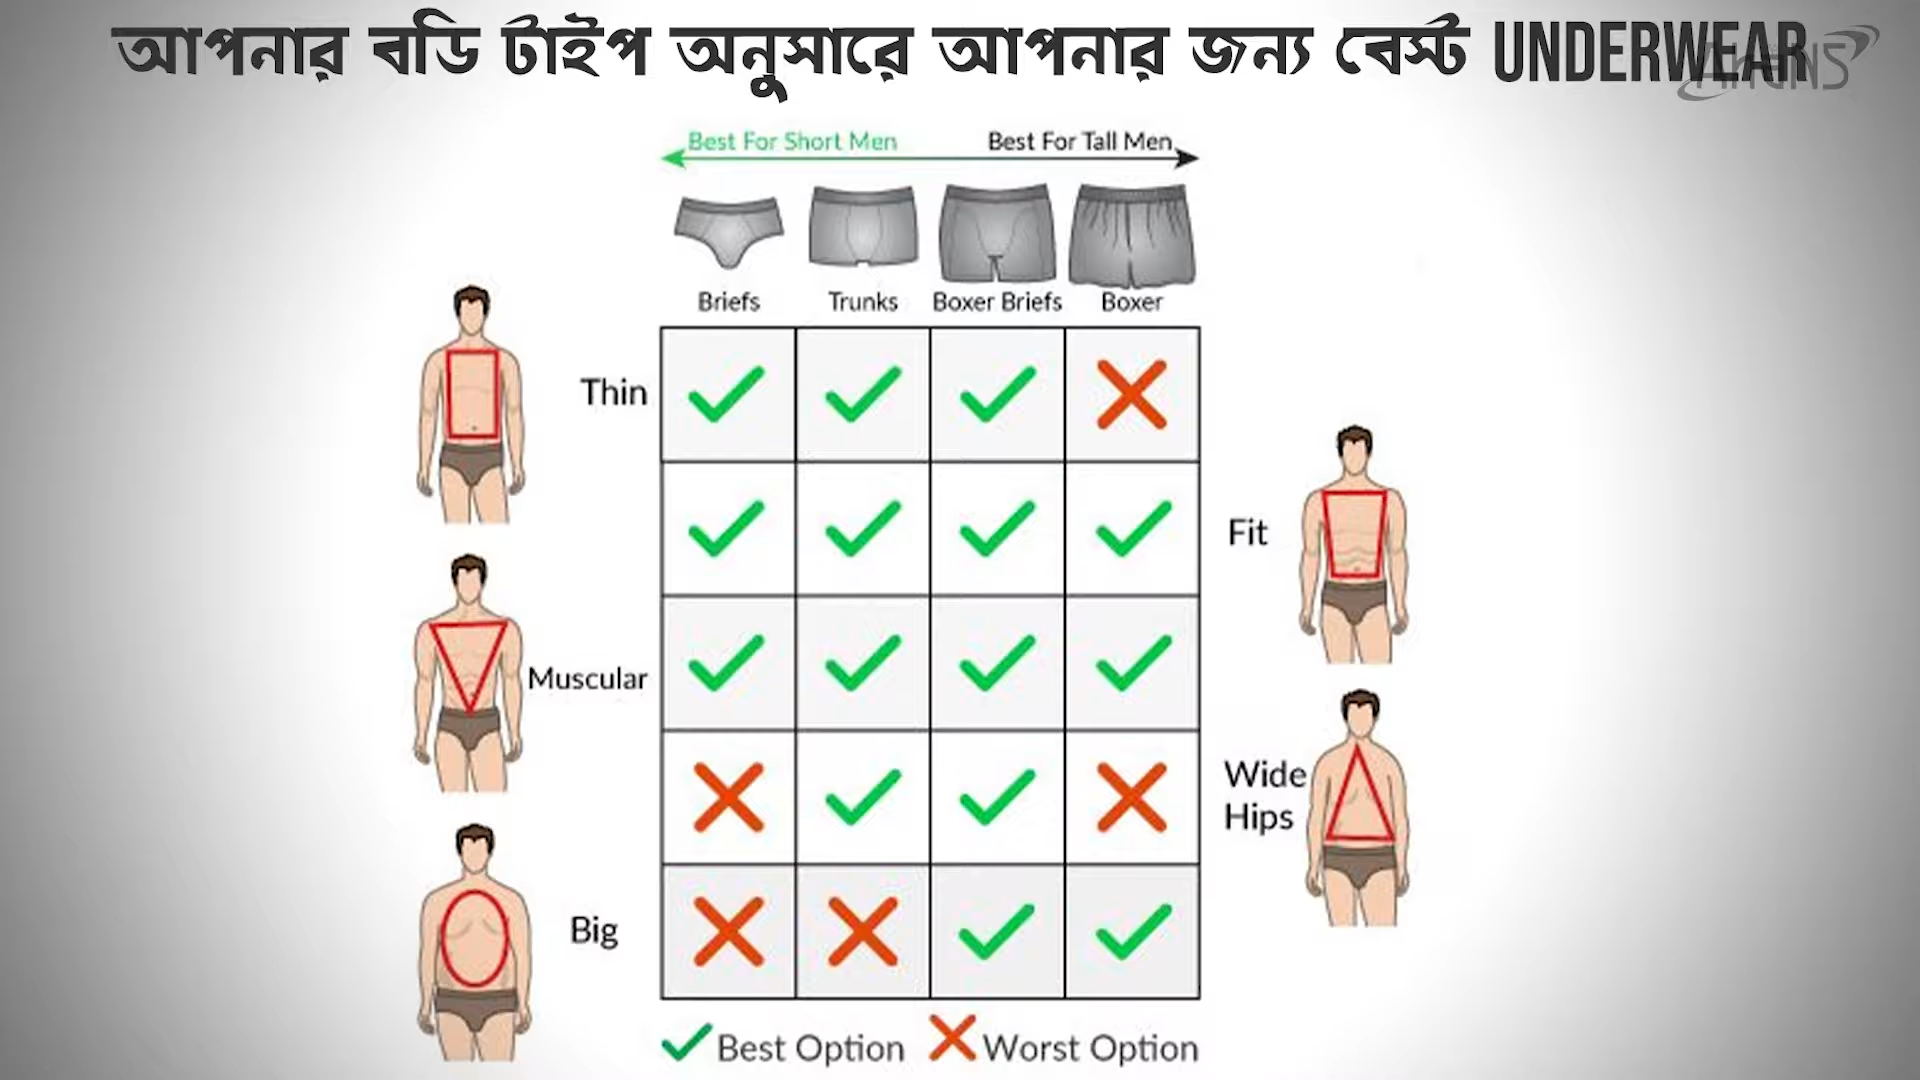 আপনার বডি টাইপ অনুসারে আপনার জন্য বেস্ট UNDERWEAR
Best For Short Men Best For Tall Men
Briefs Trunks Boxer Briefs Boxer
Thin
Fit
Muscular
Wide
Hips
Big
Best Option Worst Option